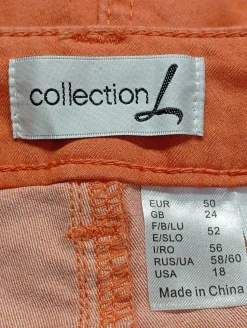 collection L
EUR 50
GB 24
F/B/LU 52
E/SLO
I/RO 56
RUS/UA 58/60
USA 18
Made in China